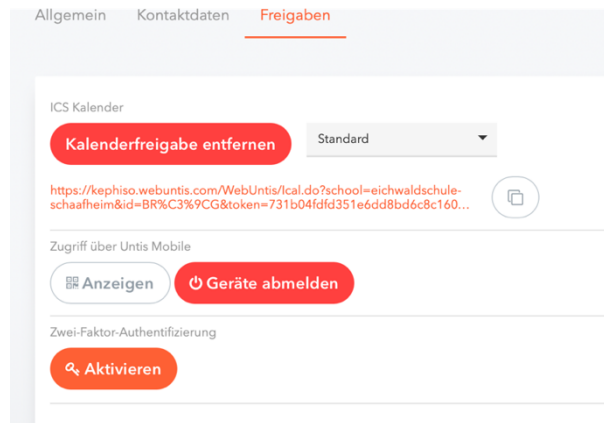 Allgemein Kontaktdaten Freigaben
ICS Kalender
Kalenderfreigabe entfernen Standard
https://kephiso.webuntis.com/WebUntis/Ical.do?school=eichwaldschule-
schaafheim&id=BR%C3%9CG&token=731b04fdfd351e6dd8bd6c8c160...
Zugriff über Untis Mobile
Anzeigen Geräte abmelden
Zwei-Faktor-Authentifizierung
Aktivieren